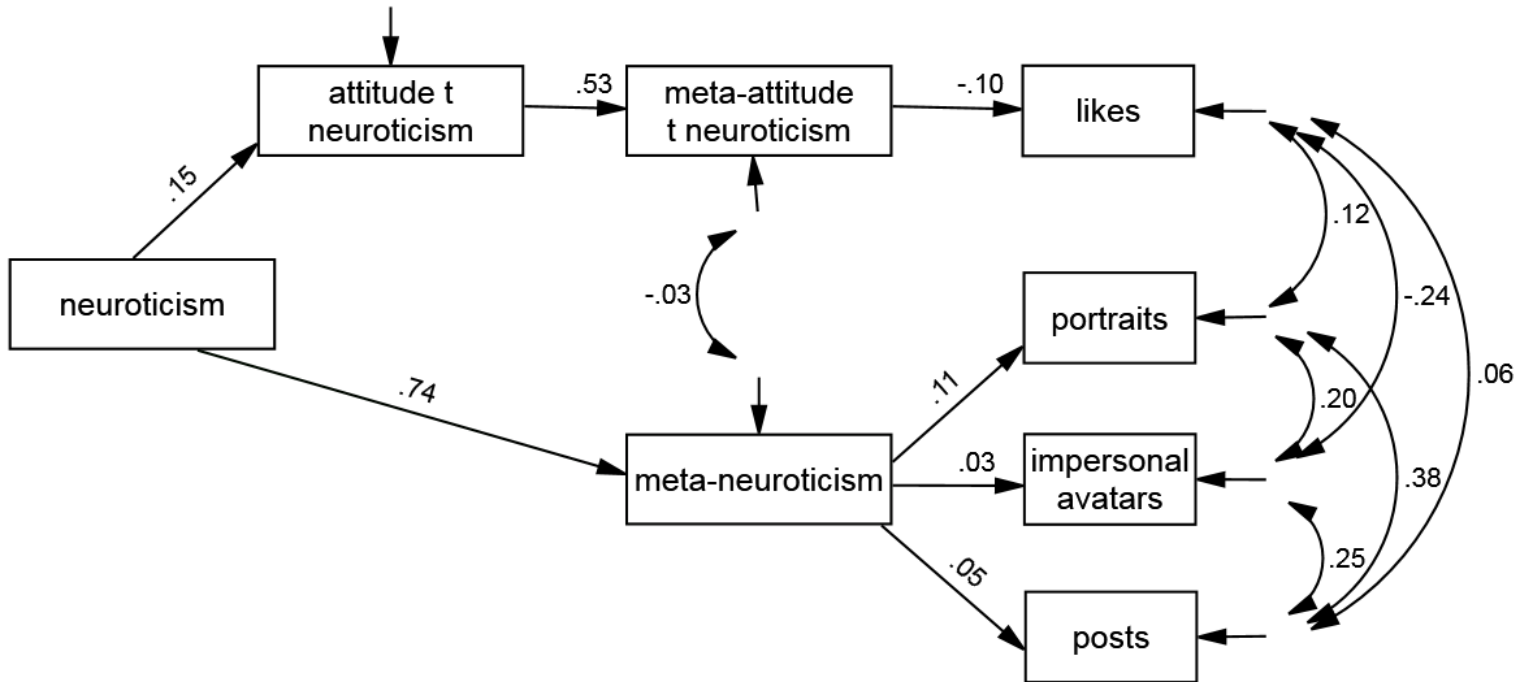 attitude t
neuroticism
.53
meta-attitude
t neuroticism
-.10
likes
.15
.12
neuroticism
-.03
portraits
-.24
.74
.11
.20
.06
meta-neuroticism
.03
impersonal
avatars
.38
.05
.25
posts